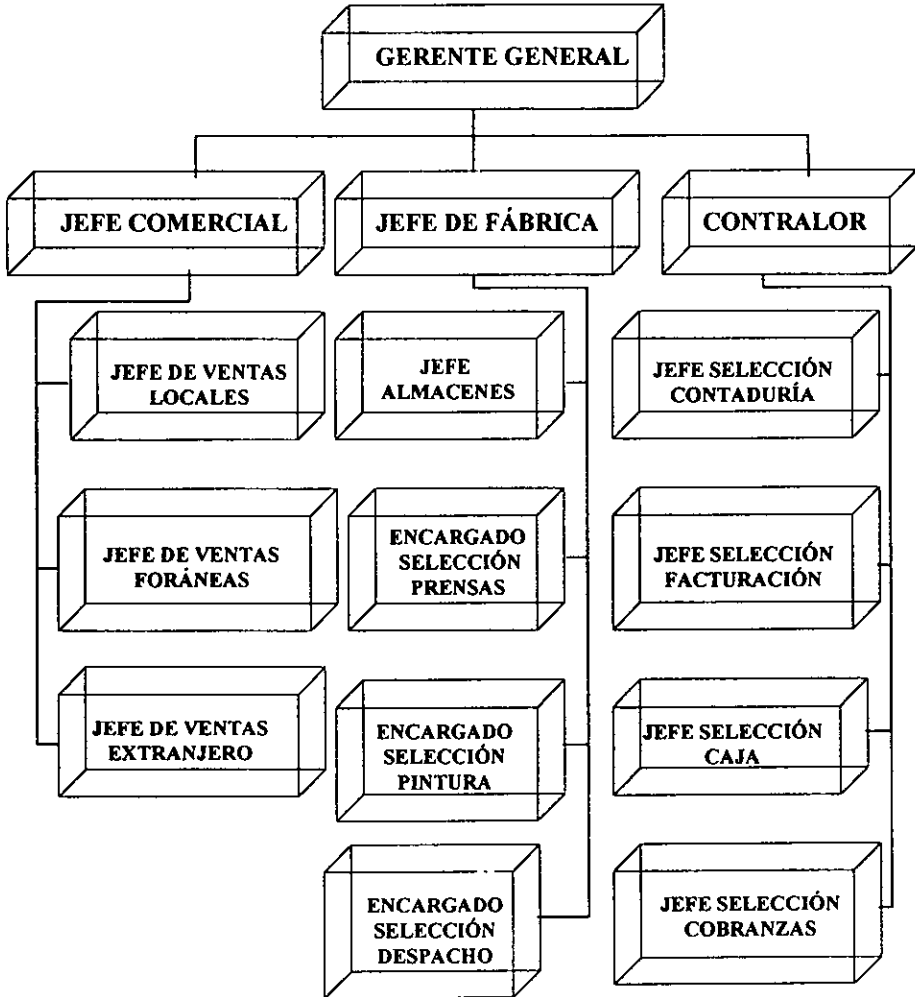 GERENTE GENERAL
JEFE COMERCIAL
JEFE DE FÁBRICA
CONTRALOR
JEFE DE VENTAS
LOCALES
JEFE
ALMACENES
JEFE SELECCIÓN
CONTADURÍA
JEFE DE VENTAS
FORÁNEAS
ENCARGADO
SELECCIÓN
PRENSAS
JEFE SELECCIÓN
FACTURACIÓN
JEFE DE VENTAS
EXTRANJERO
ENCARGADO
SELECCIÓN
PINTURA
JEFE SELECCIÓN
CAJA
ENCARGADO
SELECCIÓN
DESPACHO
JEFE SELECCIÓN
COBRANZAS